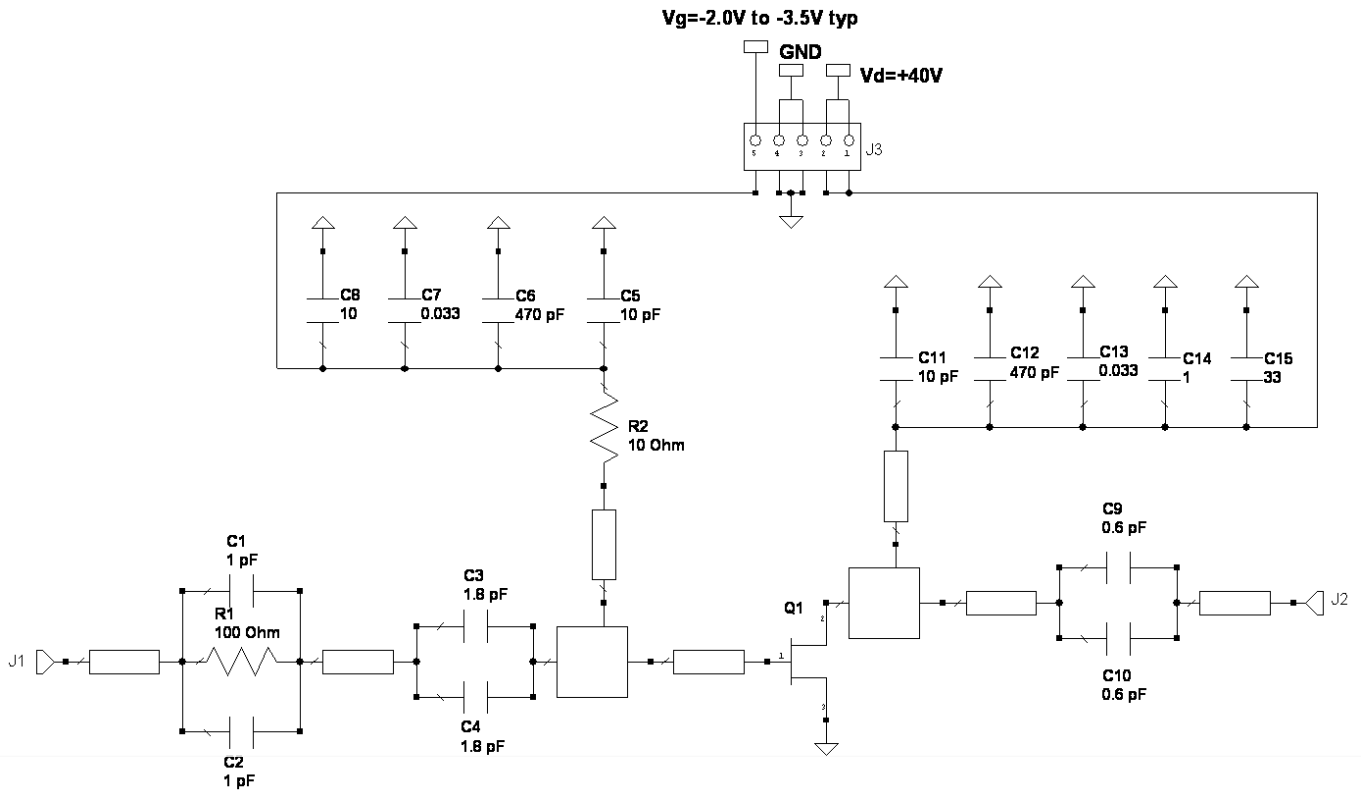 Vg=-2.0V to -3.5V typ
GND
Vd=+40V
5 4 3 2 1
J3
C8
10
C7
0.033
C6
470 pF
C5
10 pF
C11
10 pF
C12
470 pF
C13
0.033
C14
1
C15
33
R2
10 Ohm
C1
1 pF
R1
100 Ohm
C2
1 pF
J1
C3
1.8 pF
C4
1.8 pF
Q1
1
2
3
C9
0.6 pF
C10
0.6 pF
J2